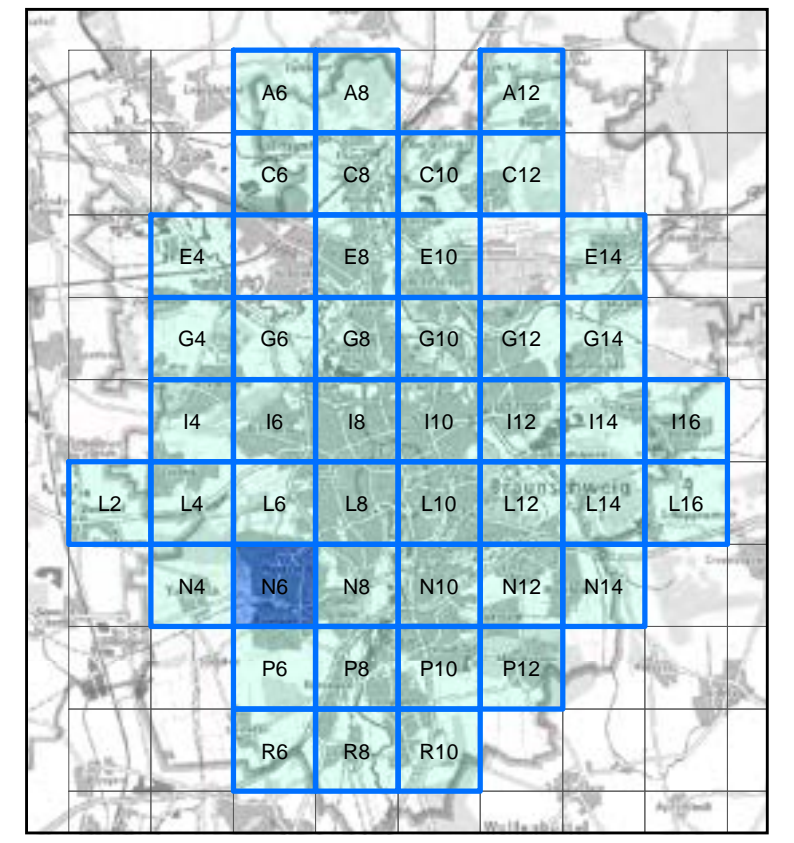 A6 A8 A12
C6 C8 C10 C12
E4 E8 E10 E14
G4 G6 G8 G10 G12 G14
I4 I6 I8 I10 I12 I14 I16
L2 L4 L6 L8 L10 L12 L14 L16
Braunschweig
N4 N6 N8 N10 N12 N14
P6 P8 P10 P12
R6 R8 R10
Wolfenbüttel